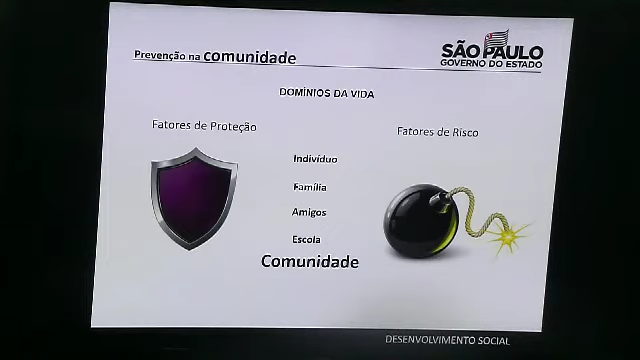 Prevenção na comunidade
SÃO PAULO
GOVERNO DO ESTADO
DOMÍNIOS DA VIDA
Fatores de Proteção
Fatores de Risco
Indivíduo
Família
Amigos
Escola
Comunidade
DESENVOLVIMENTO SOCIAL